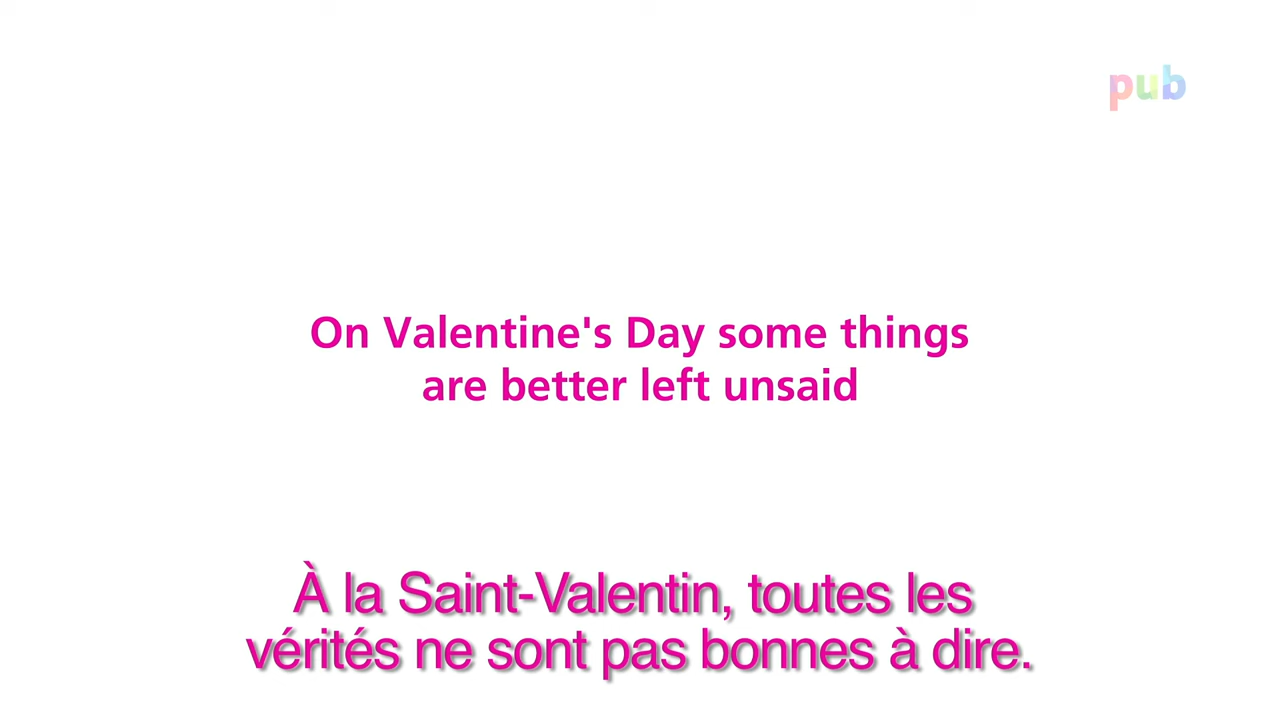 pub
On Valentine's Day some things
are better left unsaid
À la Saint-Valentin, toutes les
vérités ne sont pas bonnes à dire.